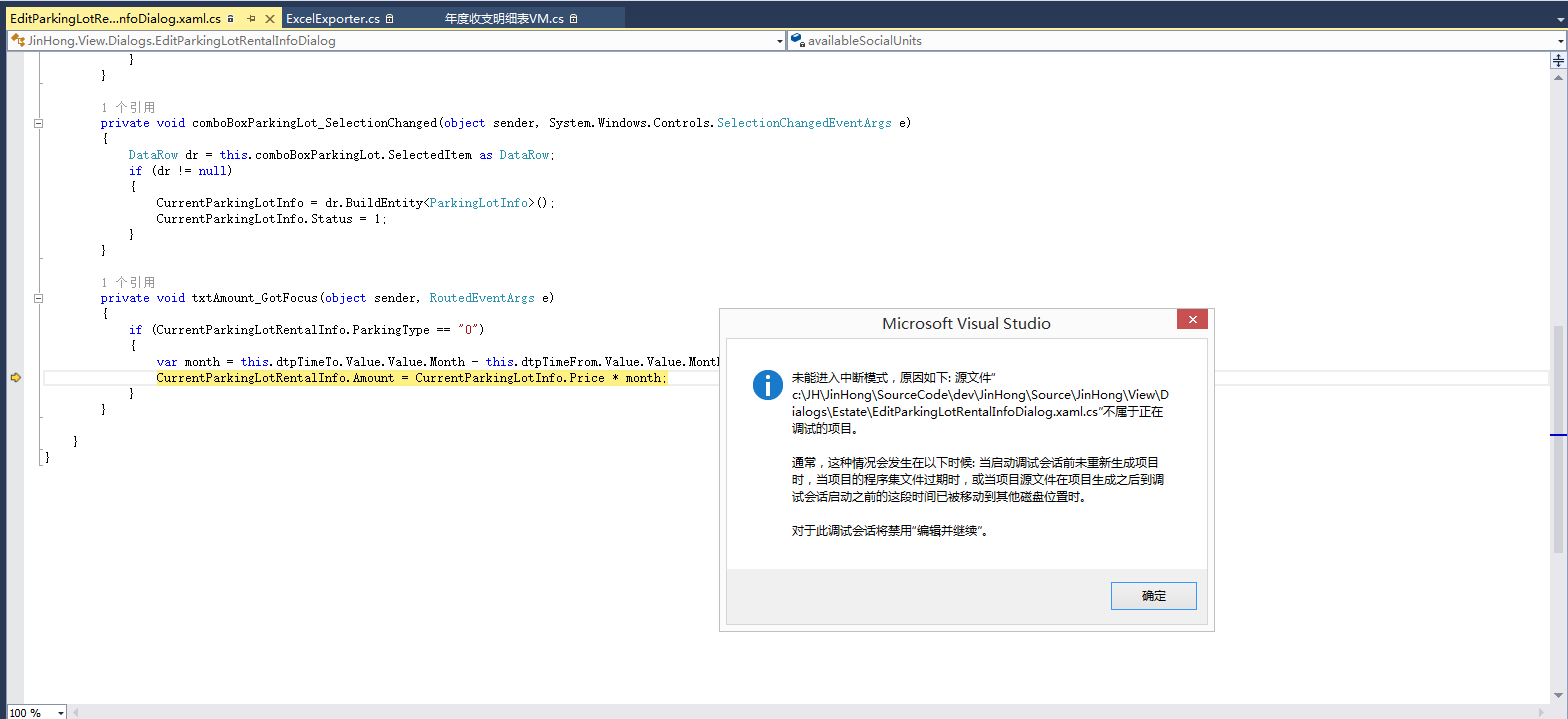 EditParkingLotRe...nfoDialog.xaml.cs ExcelExporter.cs 年度收支明细表VM.cs
JinHong.View.Dialogs.EditParkingLotRentalInfoDialog availableSocialUnits
}
}
1 个引用
private void comboBoxParkingLot_SelectionChanged(object sender, System.Windows.Controls.SelectionChangedEventArgs e)
{
DataRow dr = this.comboBoxParkingLot.SelectedItem as DataRow;
if (dr != null)
{
CurrentParkingLotInfo = dr.BuildEntity<ParkingLotInfo>();
CurrentParkingLotInfo.Status = 1;
}
}
1 个引用
private void txtAmount_GotFocus(object sender, RoutedEventArgs e)
{
if (CurrentParkingLotRentalInfo.ParkingType == "0")
{
var month = this.dtpTimeTo.Value.Value.Month - this.dtpTimeFrom.Value.Value.Month
CurrentParkingLotRentalInfo.Amount = CurrentParkingLotInfo.Price * month;
}
}
}
}
Microsoft Visual Studio
未能进入中断模式，原因如下: 源文件“
c:\JH\JinHong\SourceCode\dev\JinHong\Source\JinHong\View\D
ialogs\Estate\EditParkingLotRentalInfoDialog.xaml.cs”不属于正在
调试的项目。
通常，这种情况会发生在以下时候: 当启动调试会话前未重新生成项目
时，当项目的程序集文件过期时，或当项目源文件在项目生成之后到调
试会话启动之前的这段时间已被移动到其他磁盘位置时。
对于此调试会话将禁用“编辑并继续”。
确定
100 %